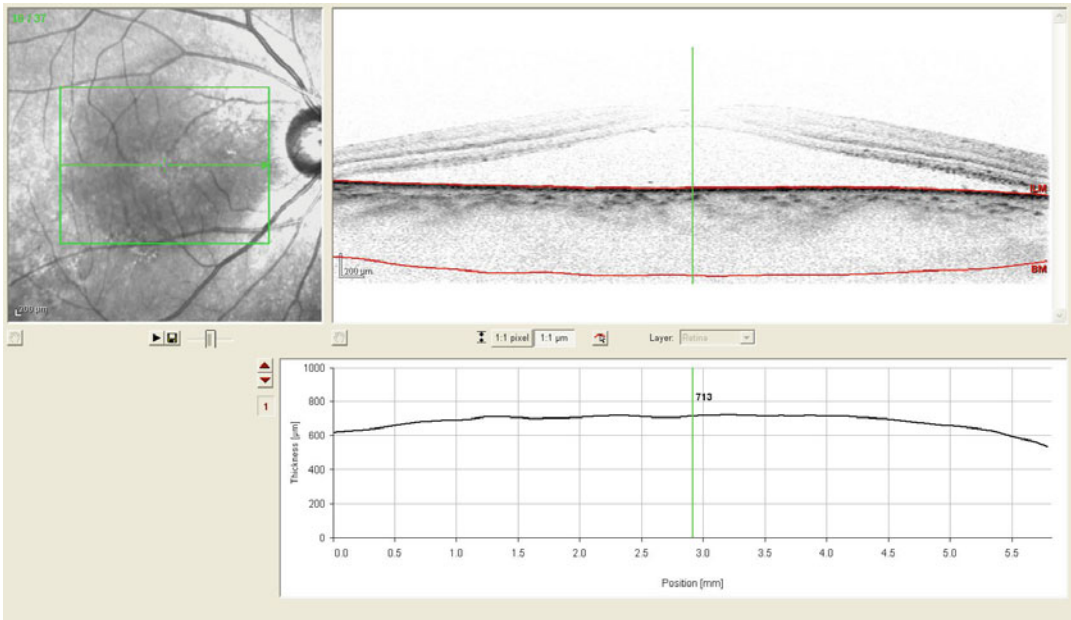 200 µm
ILM
200 µm
BM
1:1 pixel
1:1 µm
Layer:
Retina
1
Thickness [µm]
1000
800
600
400
200
0
713
0.0 0.5 1.0 1.5 2.0 2.5 3.0 3.5 4.0 4.5 5.0 5.5
Position [mm]